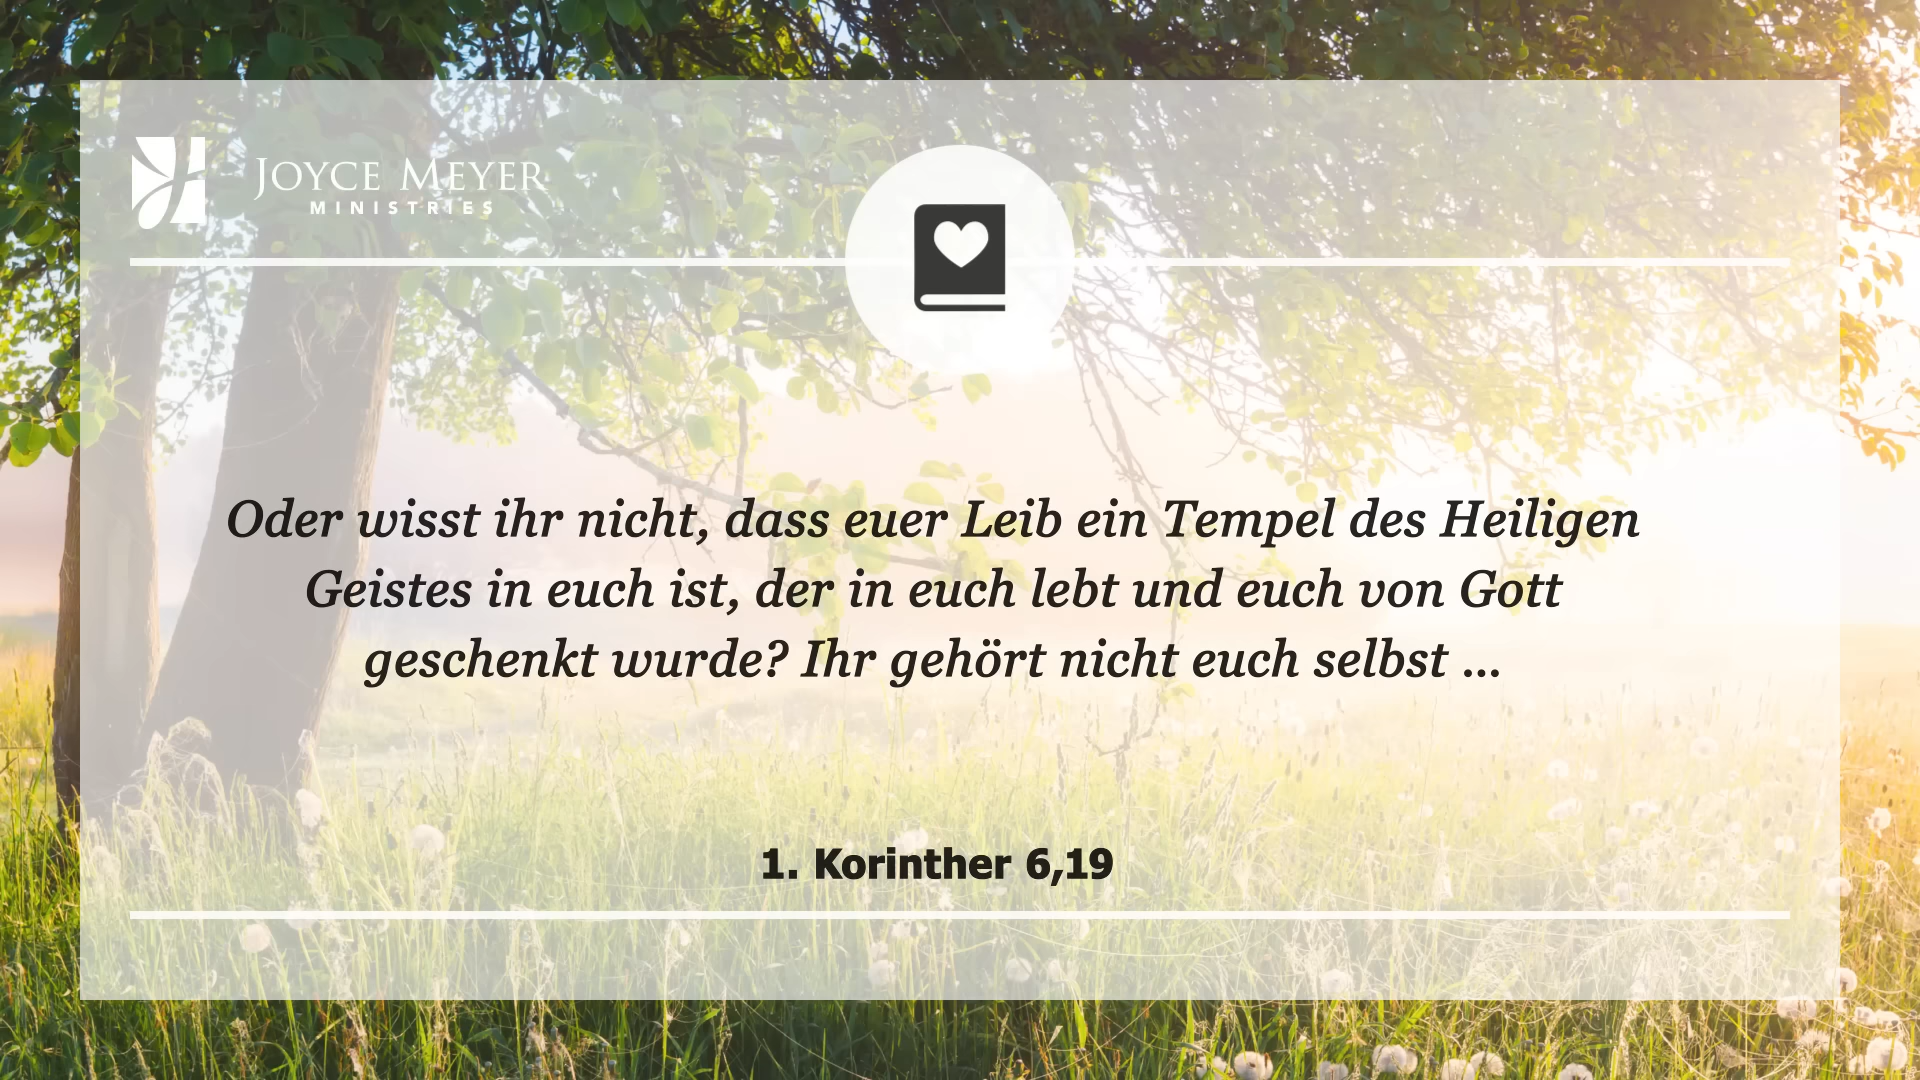 JOYCE MEYER
MINISTRIES
Oder wisst ihr nicht, dass euer Leib ein Tempel des Heiligen
Geistes in euch ist, der in euch lebt und euch von Gott
geschenkt wurde? Ihr gehört nicht euch selbst ...
1. Korinther 6,19